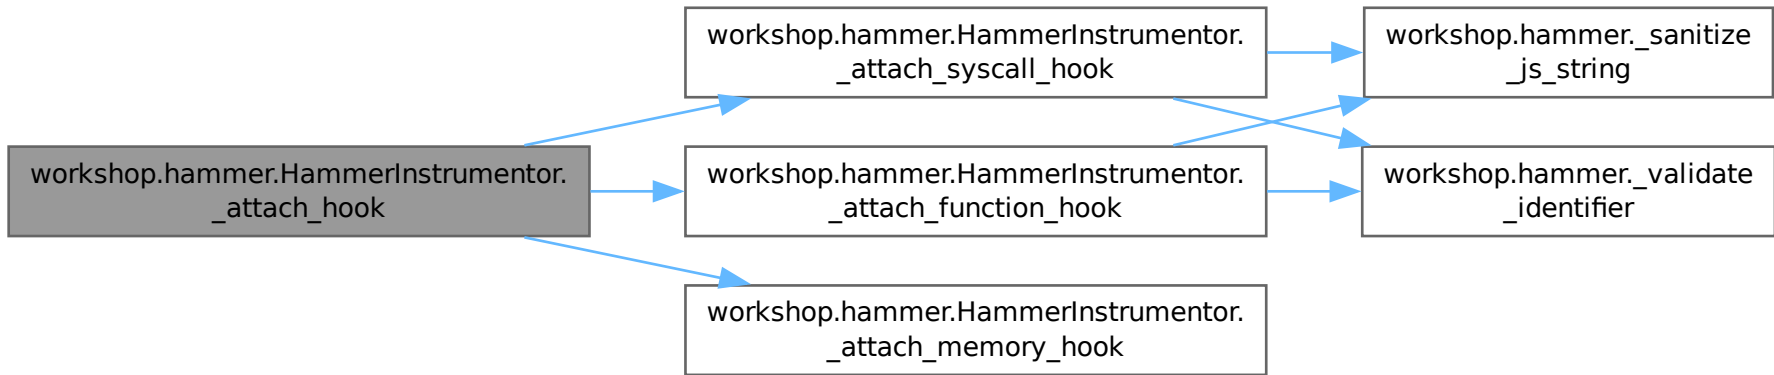 workshop.hammer.HammerInstrumentor.
_attach_hook
workshop.hammer.HammerInstrumentor.
_attach_syscall_hook
workshop.hammer.HammerInstrumentor.
_attach_function_hook
workshop.hammer.HammerInstrumentor.
_attach_memory_hook
workshop.hammer._sanitize
_js_string
workshop.hammer._validate
_identifier